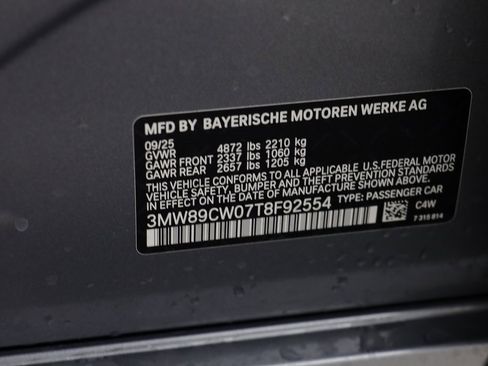 MFD BY BAYERISCHE MOTOREN WERKE AG
09/25
GVWR 4872 lbs 2210 kg
GAWR FRONT 2337 lbs 1060 kg
GAWR REAR 2657 lbs 1205 kg
THIS VEHICLE CONFORMS TO ALL APPLICABLE U.S.FEDERAL MOTOR
VEHICLE SAFETY, BUMPER AND THEFT PREVENTION STANDARDS
IN EFFECT ON THE DATE OF MANUFACTURE SHOWN ABOVE.
3MW89CW07T8F92554 TYPE: PASSENGER CAR
C4W
7 315 814